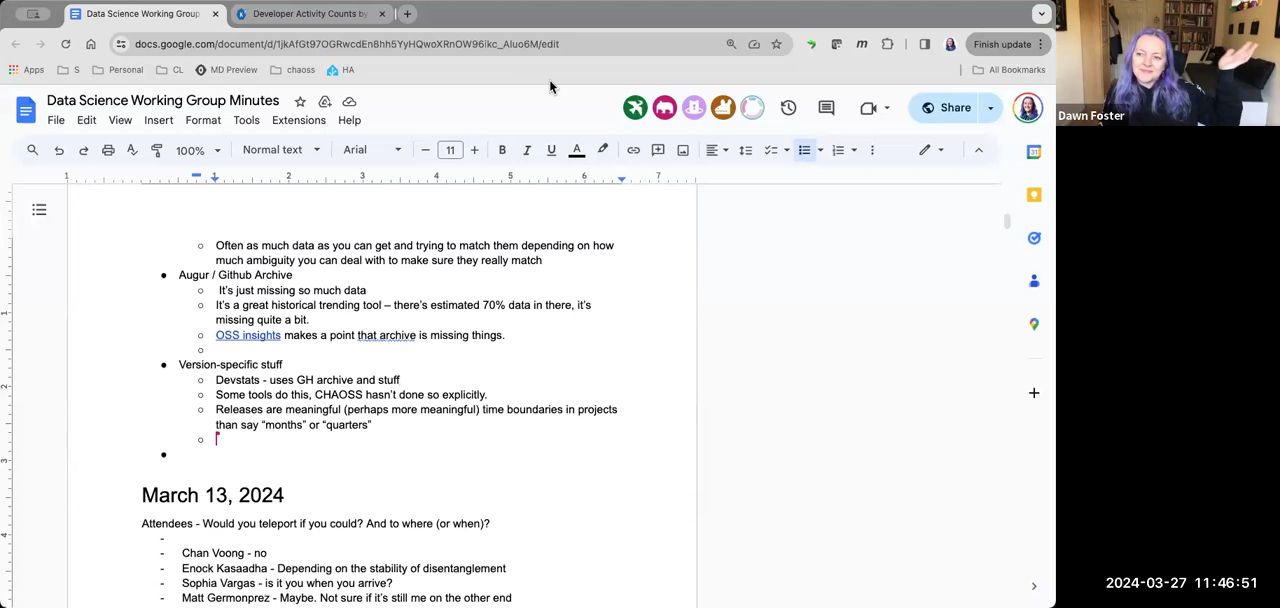 Data Science Working Group
Developer Activity Counts by
docs.google.com/document/d/1jkAfGt97OGRwcdEn8hh5YyHQwoXRnOW96ikc_AIuo6M/edit
Finish update
Apps
S
Personal
CL
MD Preview
chaoss
HA
All Bookmarks
Dawn Foster
Data Science Working Group Minutes
Share
File Edit View Insert Format Tools Extensions Help
100% Normal text Arial 11
1 1 2 3 4 5 6 7
Often as much data as you can get and trying to match them depending on how
much ambiguity you can deal with to make sure they really match
Augur / Github Archive
It's just missing so much data
It's a great historical trending tool – there's estimated 70% data in there, it's
missing quite a bit.
OSS insights makes a point that archive is missing things.
Version-specific stuff
Devstats - uses GH archive and stuff
Some tools do this, CHAOSS hasn't done so explicitly.
Releases are meaningful (perhaps more meaningful) time boundaries in projects
than say “months” or “quarters”
March 13, 2024
Attendees - Would you teleport if you could? And to where (or when)?
-
- Chan Voong - no
- Enock Kasaadha - Depending on the stability of disentanglement
- Sophia Vargas - is it you when you arrive?
- Matt Germonprez - Maybe. Not sure if it's still me on the other end
2024-03-27 11:46:51